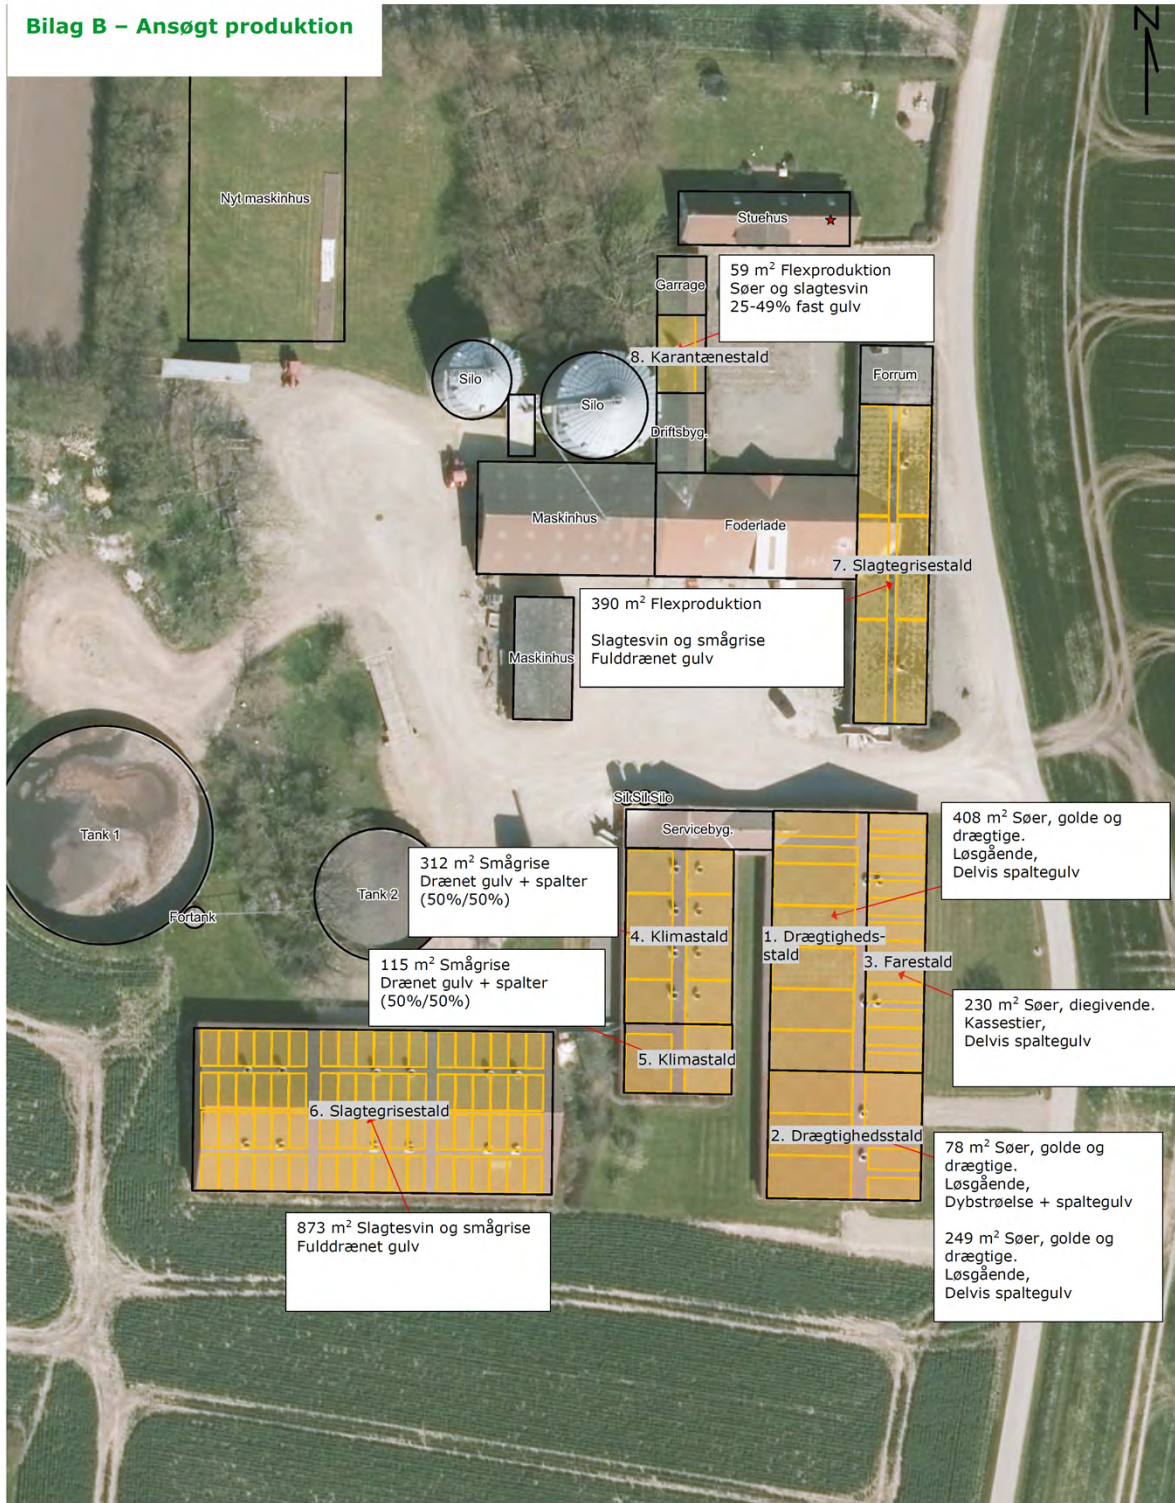 Bilag B – Ansøgt produktion
N
Nyt maskinhus
Stuehus
Garrage
59 m² Flexproduktion
Søer og slagtesvin
25-49% fast gulv
8. Karantænestald
Silo
Silo
Forrum
Driftsbyg.
Maskinhus
Foderlade
7. Slagtegrisestald
390 m² Flexproduktion
Slagtesvin og smågrise
Fulddrænet gulv
Maskinhus
Tank 1
Fortank
Tank 2
Silo
Servicebyg.
408 m² Søer, golde og
drægtige.
Løsgående,
Delvis spaltegulv
312 m² Smågrise
Drænet gulv + spalter
(50%/50%)
4. Klimastald
1. Drægtigheds-
stald
3. Farestald
115 m² Smågrise
Drænet gulv + spalter
(50%/50%)
230 m² Søer, diegivende.
Kassestier,
Delvis spaltegulv
5. Klimastald
6. Slagtegrisestald
2. Drægtighedsstald
78 m² Søer, golde og
drægtige.
Løsgående,
Dybstrøelse + spaltegulv
249 m² Søer, golde og
drægtige.
Løsgående,
Delvis spaltegulv
873 m² Slagtesvin og smågrise
Fulddrænet gulv